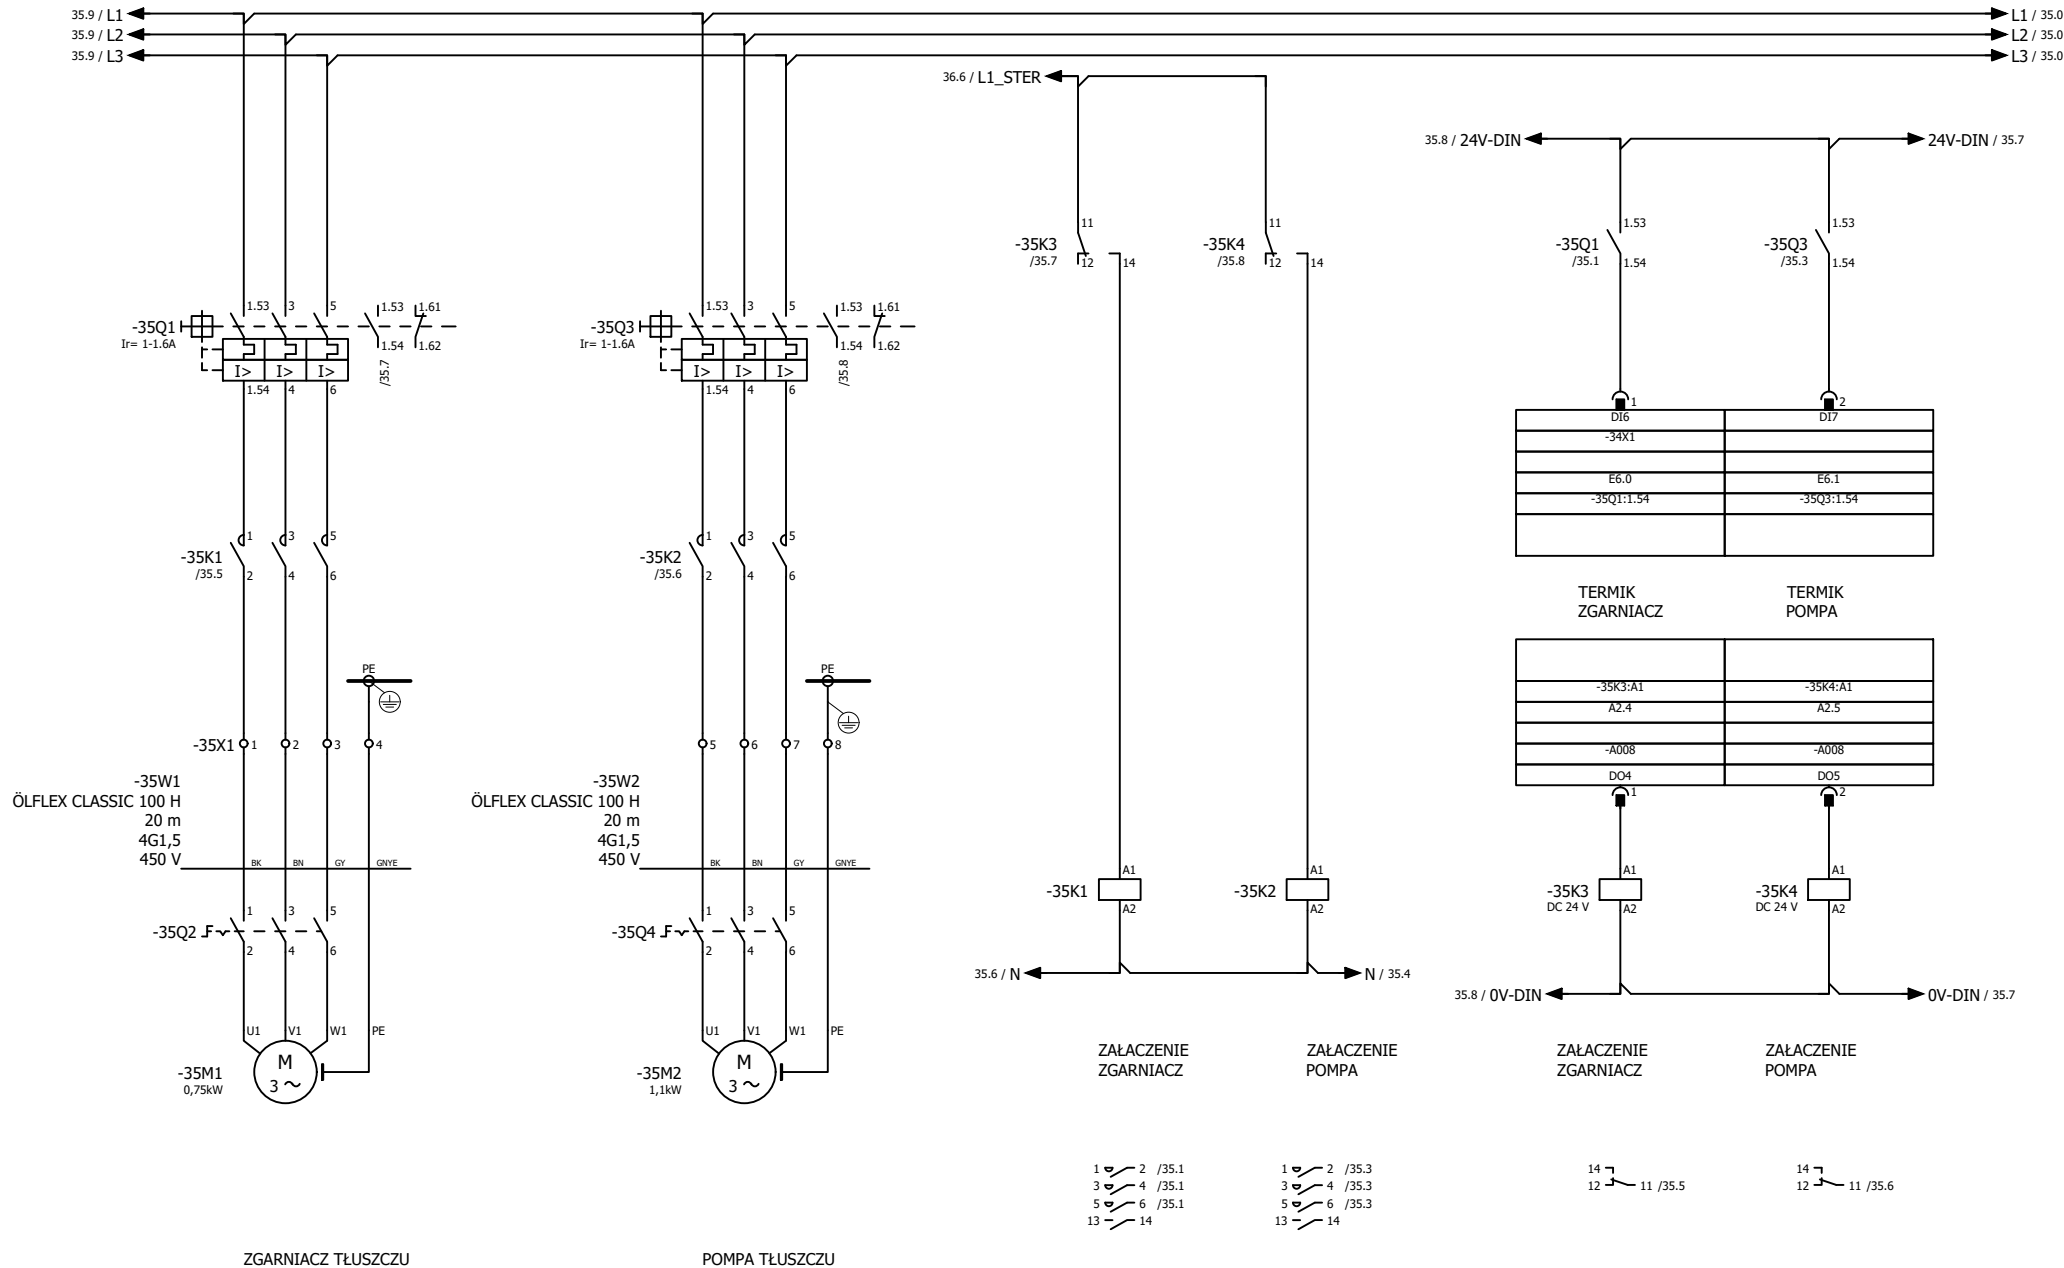 35.9 / L1
L1 / 35.0
35.9 / L2
L2 / 35.0
35.9 / L3
L3 / 35.0
36.6 / L1_STER
35.8 / 24V-DIN
24V-DIN / 35.7
-35Q1
Ir= 1-1.6A
1.53 3 5 1.53 1.61
1.54 1.62
/35.7
I> I> I>
1.54 4 6
-35Q3
Ir= 1-1.6A
1.53 3 5 1.53 1.61
1.54 1.62
/35.8
I> I> I>
1.54 4 6
-35K3
/35.7
11
12 14
-35K4
/35.8
11
12 14
-35Q1
/35.1
1.53
1.54
-35Q3
/35.3
1.53
1.54
1 2
DI6 DI7
-34X1
E6.0 E6.1
-35Q1:1.54 -35Q3:1.54
TERMIK
ZGARNIACZ
TERMIK
POMPA
-35K1
/35.5
1 3 5
2 4 6
-35K2
/35.6
1 3 5
2 4 6
PE
PE
-35K3:A1 -35K4:A1
A2.4 A2.5
-A008 -A008
DO4 DO5
1 2
-35X1 1 2 3 4
5 6 7 8
-35W1
ÖLFLEX CLASSIC 100 H
20 m
4G1,5
450 V
BK BN GY GNYE
-35W2
ÖLFLEX CLASSIC 100 H
20 m
4G1,5
450 V
BK BN GY GNYE
-35Q2
1 3 5
2 4 6
-35Q4
1 3 5
2 4 6
-35K1
A1
A2
-35K2
A1
A2
-35K3
DC 24 V
A1
A2
-35K4
DC 24 V
A1
A2
35.6 / N
N / 35.4
35.8 / 0V-DIN
0V-DIN / 35.7
U1 V1 W1 PE
-35M1
0,75kW
M
3 ~
U1 V1 W1 PE
-35M2
1,1kW
M
3 ~
ZAŁACZENIE
ZGARNIACZ
ZAŁACZENIE
POMPA
ZAŁACZENIE
ZGARNIACZ
ZAŁACZENIE
POMPA
1 2 /35.1
3 4 /35.1
5 6 /35.1
13 14
1 2 /35.3
3 4 /35.3
5 6 /35.3
13 14
14
12 11 /35.5
14
12 11 /35.6
ZGARNIACZ TŁUSZCZU
POMPA TŁUSZCZU